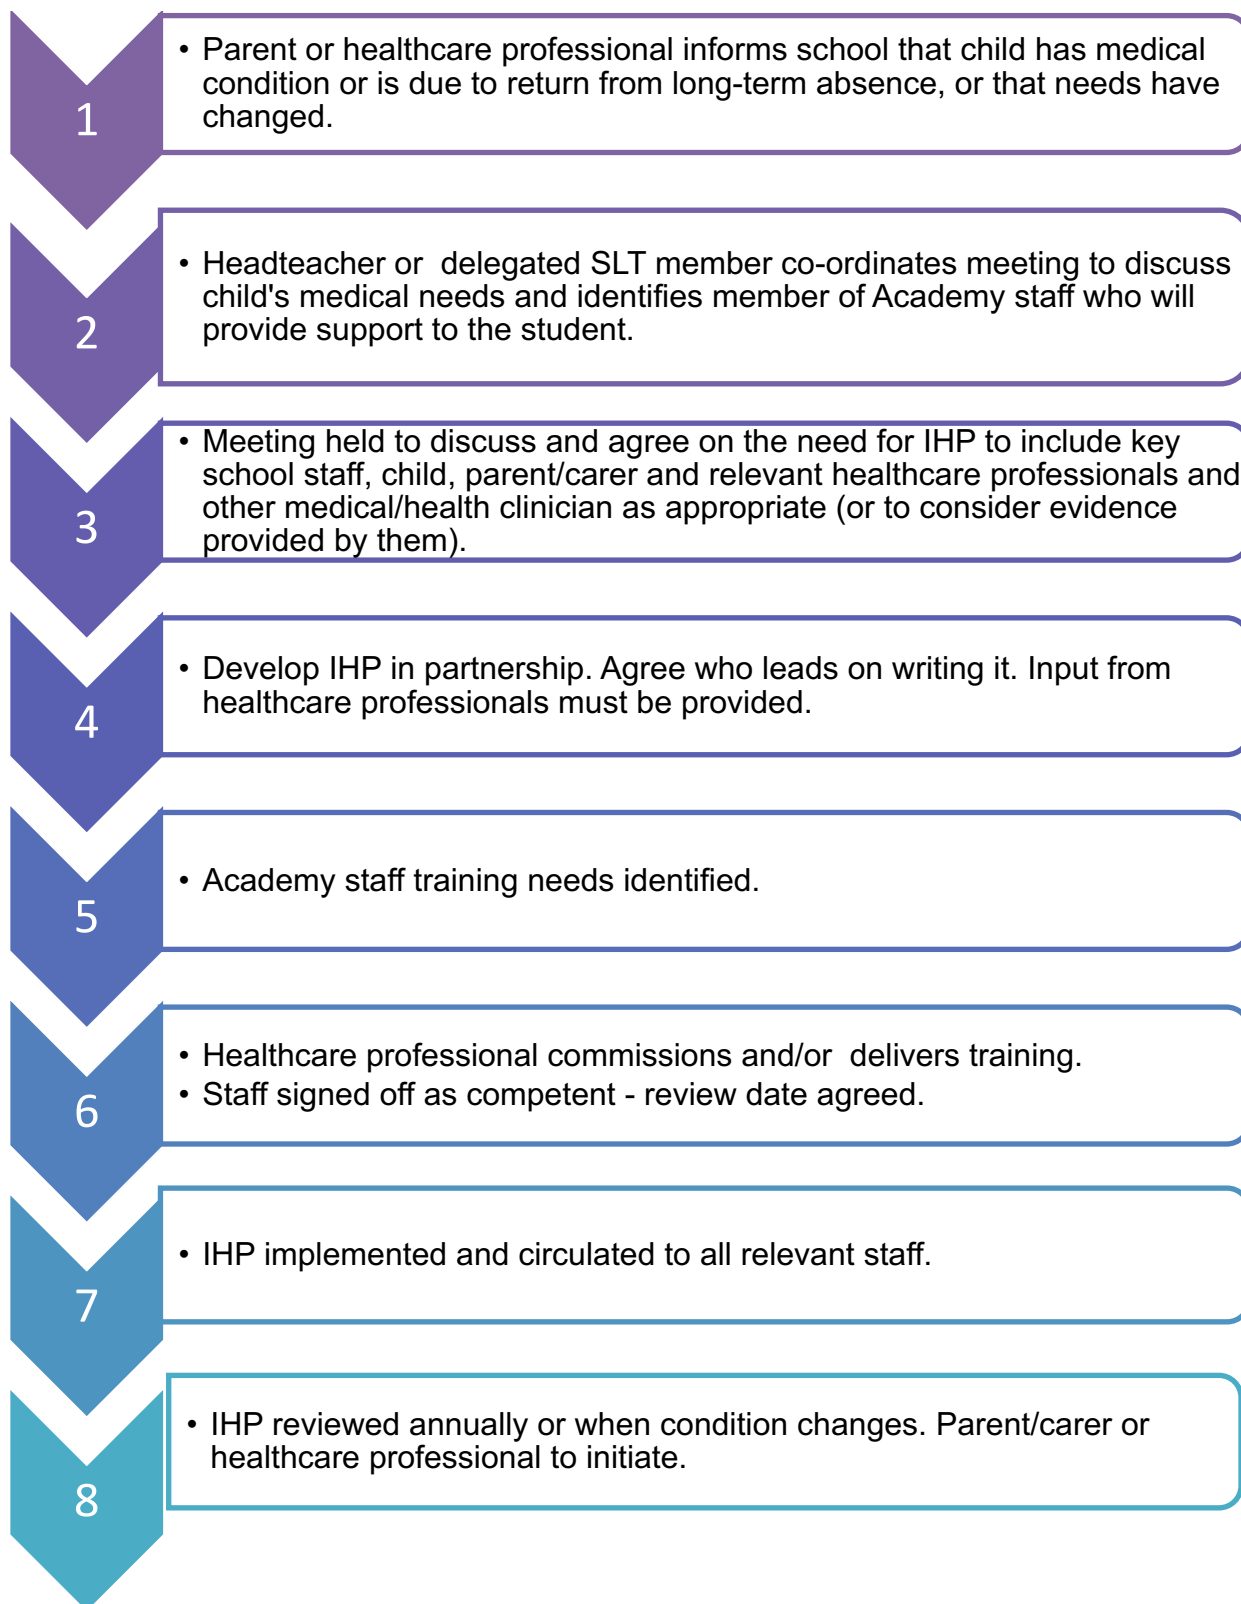 1
• Parent or healthcare professional informs school that child has medical
condition or is due to return from long-term absence, or that needs have
changed.
2
• Headteacher or  delegated SLT member co-ordinates meeting to discuss
child's medical needs and identifies member of Academy staff who will
provide support to the student.
3
• Meeting held to discuss and agree on the need for IHP to include key
school staff, child, parent/carer and relevant healthcare professionals and
other medical/health clinician as appropriate (or to consider evidence
provided by them).
4
• Develop IHP in partnership. Agree who leads on writing it. Input from
healthcare professionals must be provided.
5
• Academy staff training needs identified.
6
• Healthcare professional commissions and/or  delivers training.
• Staff signed off as competent - review date agreed.
7
• IHP implemented and circulated to all relevant staff.
8
• IHP reviewed annually or when condition changes. Parent/carer or
healthcare professional to initiate.